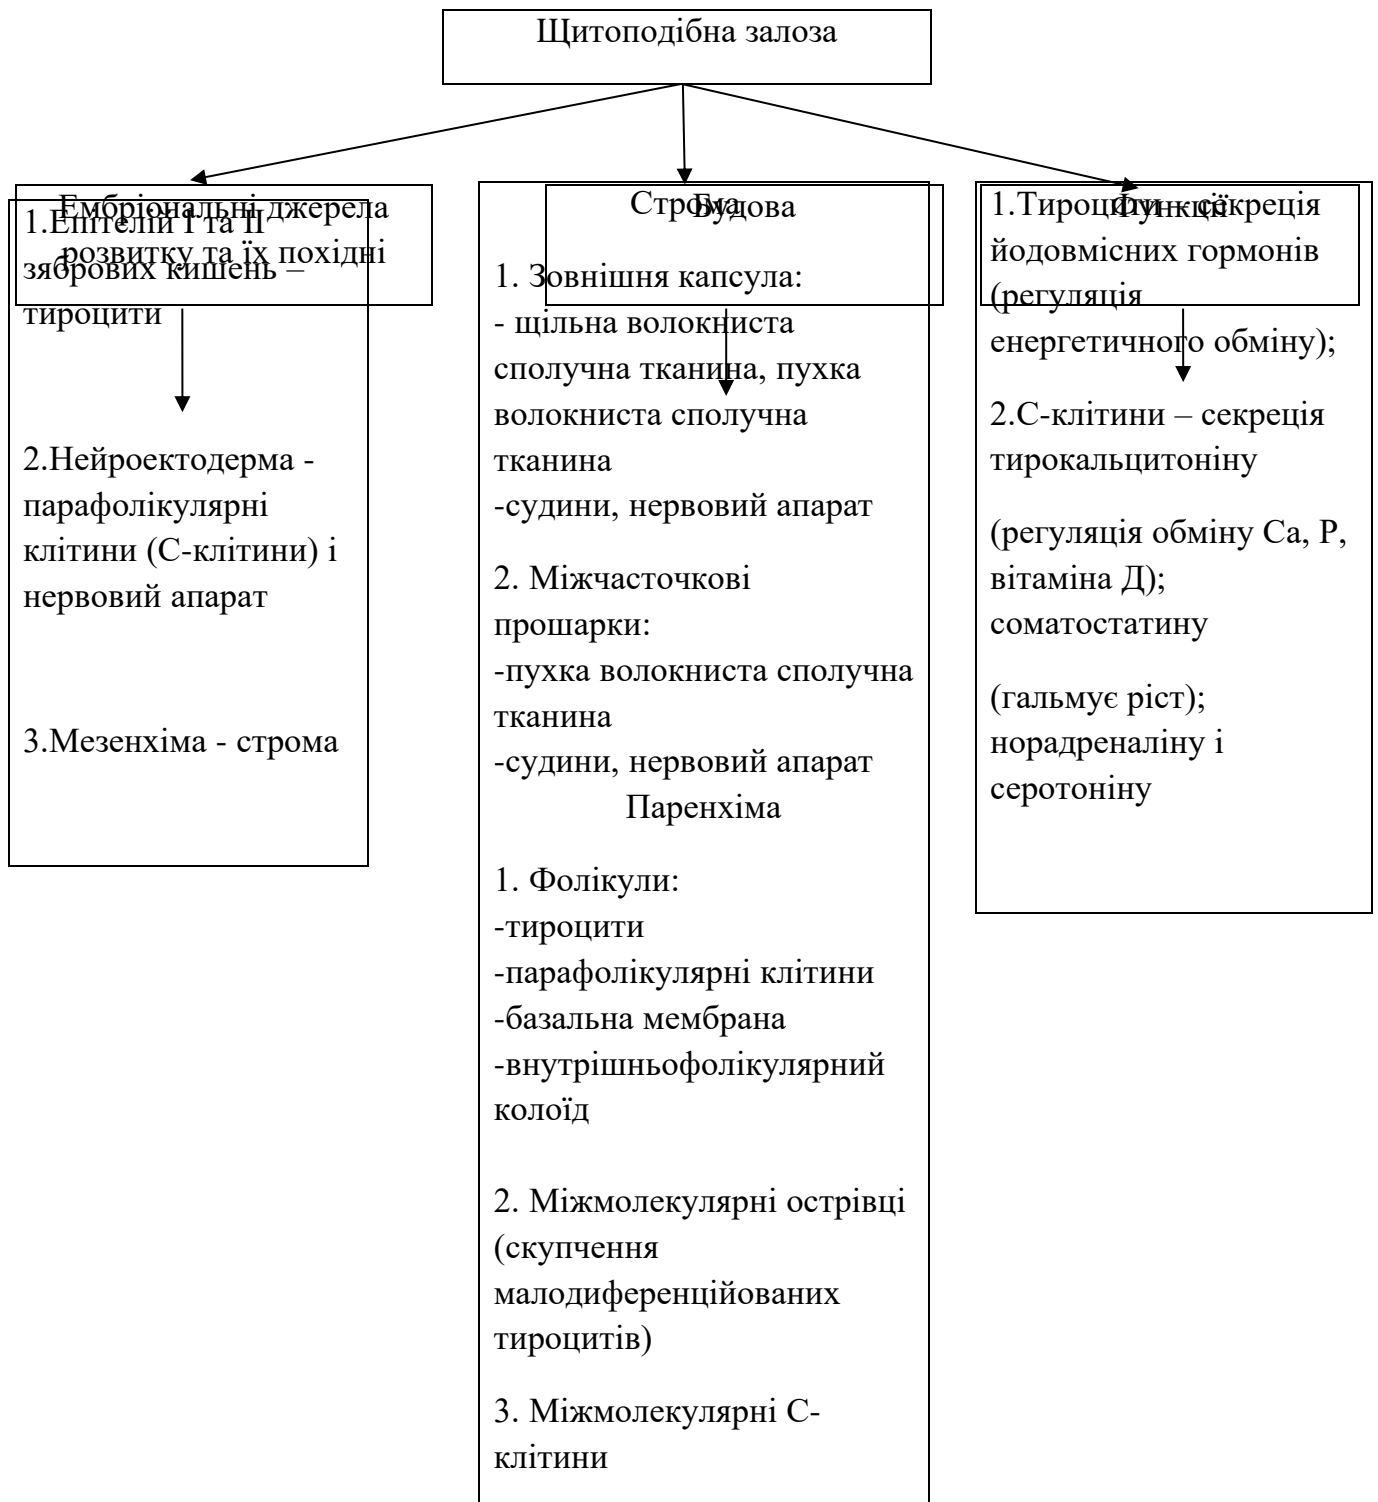 Щитоподібна залоза
Ембріональні джерела
розвитку та їх похідні
1.Епітелій І та ІІ
зябрових кишень –
тироцити
2.Нейроектодерма -
парафолікулярні
клітини (С-клітини) і
нервовий апарат
3.Мезенхіма - строма
Будова
Строма
1. Зовнішня капсула:
- щільна волокниста
сполучна тканина, пухка
волокниста сполучна
тканина
-судини, нервовий апарат
2. Міжчасточкові
прошарки:
-пухка волокниста сполучна
тканина
-судини, нервовий апарат
Паренхіма
1. Фолікули:
-тироцити
-парафолікулярні клітини
-базальна мембрана
-внутрішньофолікулярний
колоїд
2. Міжмолекулярні острівці
(скупчення
малодиференційованих
тироцитів)
3. Міжмолекулярні С-
клітини
Функції
1.Тироцити – секреція
йодовмісних гормонів
(регуляція
енергетичного обміну);
2.С-клітини – секреція
тирокальцитоніну
(регуляція обміну Са, Р,
вітаміна Д);
соматостатину
(гальмує ріст);
норадреналіну і
серотоніну